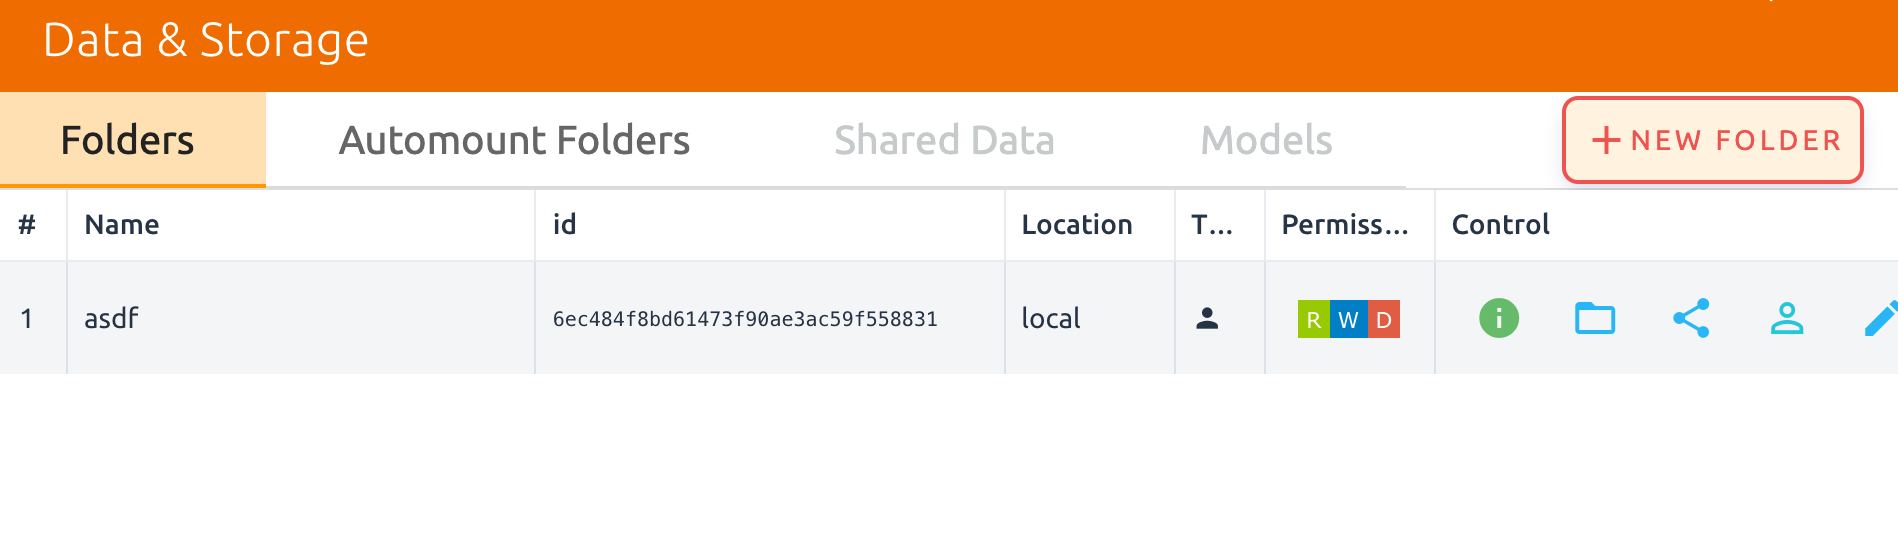 Data & Storage
Folders Automount Folders Shared Data Models + NEW FOLDER
# Name id Location T... Permiss... Control
1 asdf 6ec484f8bd61473f90ae3ac59f558831 local R W D i